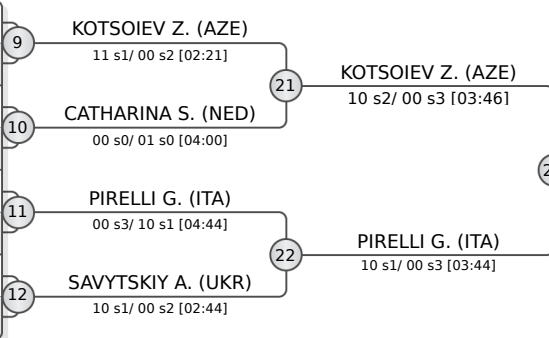 9
KOTSOIEV Z. (AZE)
11 s1/ 00 s2 [02:21]
21
KOTSOIEV Z. (AZE)
10 s2/ 00 s3 [03:46]
10
CATHARINA S. (NED)
00 s0/ 01 s0 [04:00]
11
PIRELLI G. (ITA)
00 s3/ 10 s1 [04:44]
22
PIRELLI G. (ITA)
10 s1/ 00 s3 [03:44]
12
SAVYTSKIY A. (UKR)
10 s1/ 00 s2 [02:44]